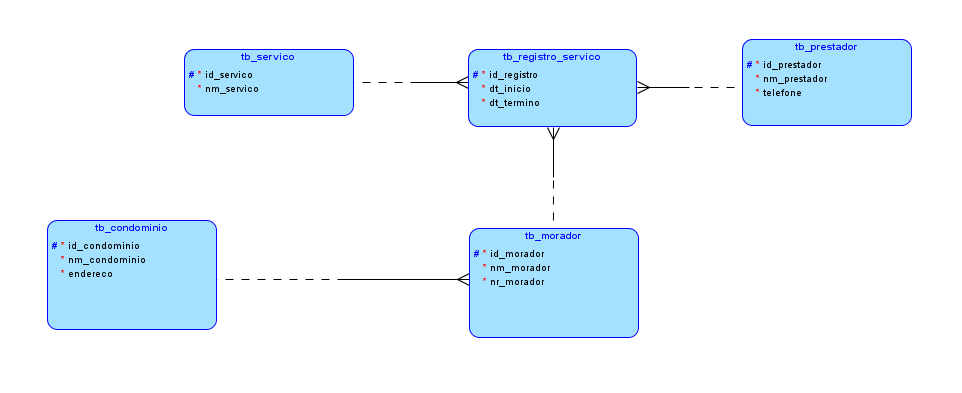 tb_servico
# * id_servico
* nm_servico
tb_registro_servico
# * id_registro
* dt_inicio
* dt_termino
tb_prestador
# * id_prestador
* nm_prestador
* telefone
tb_condominio
# * id_condominio
* nm_condominio
* endereco
tb_morador
# * id_morador
* nm_morador
* nr_morador